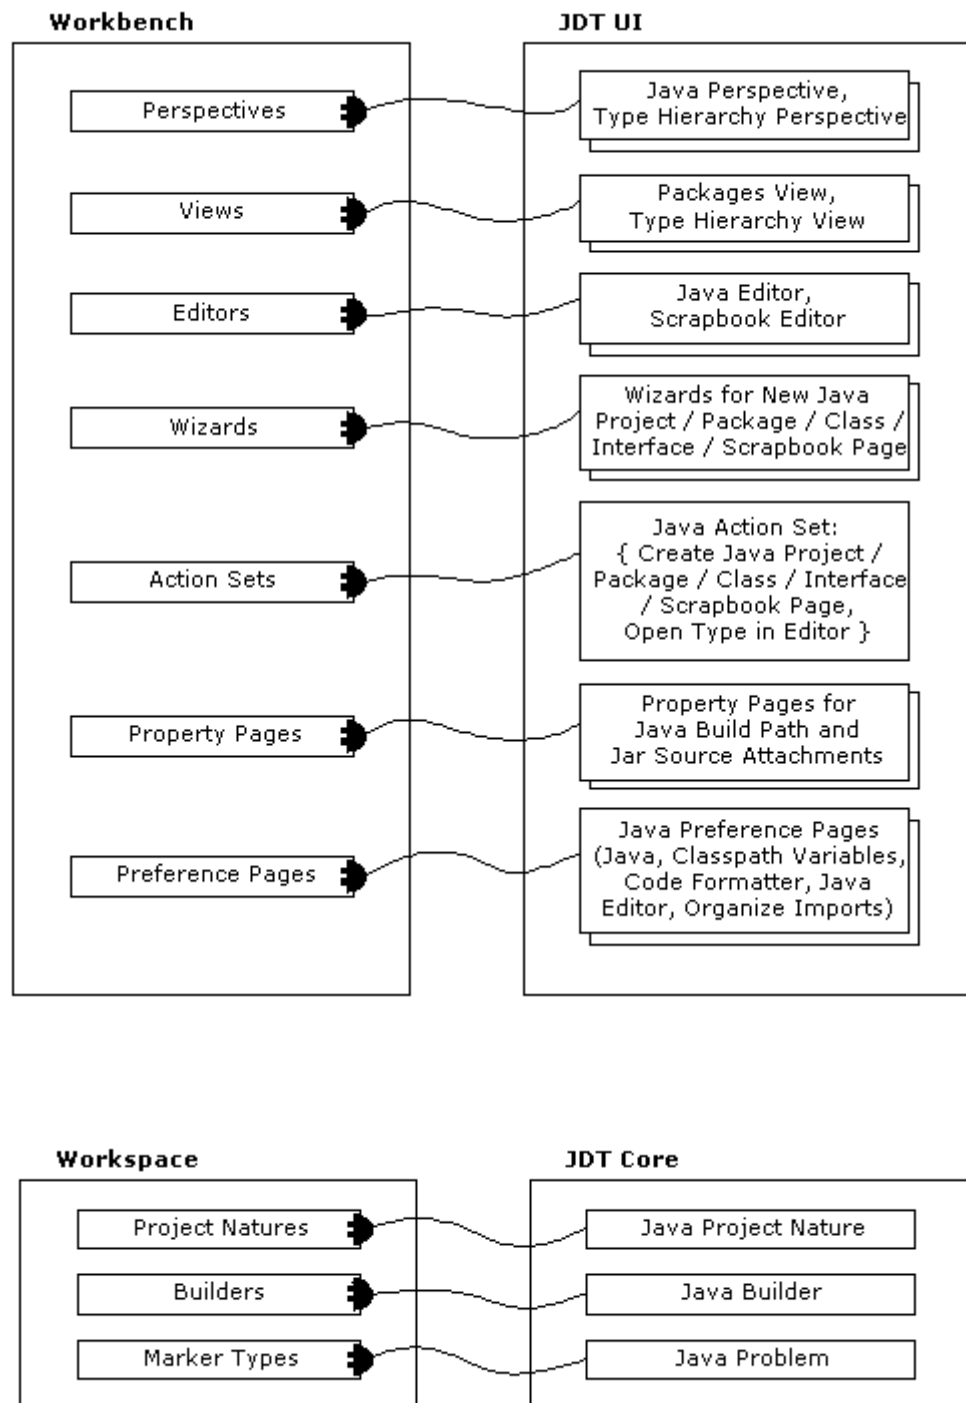 Workbench
JDT UI
Perspectives
Java Perspective,
Type Hierarchy Perspective
Views
Packages View,
Type Hierarchy View
Editors
Java Editor,
Scrapbook Editor
Wizards
Wizards for New Java
Project / Package / Class /
Interface / Scrapbook Page
Action Sets
Java Action Set:
{ Create Java Project /
Package / Class / Interface
/ Scrapbook Page,
Open Type in Editor }
Property Pages
Property Pages for
Java Build Path and
Jar Source Attachments
Preference Pages
Java Preference Pages
(Java, Classpath Variables,
Code Formatter, Java
Editor, Organize Imports)
Workspace
JDT Core
Project Natures
Java Project Nature
Builders
Java Builder
Marker Types
Java Problem